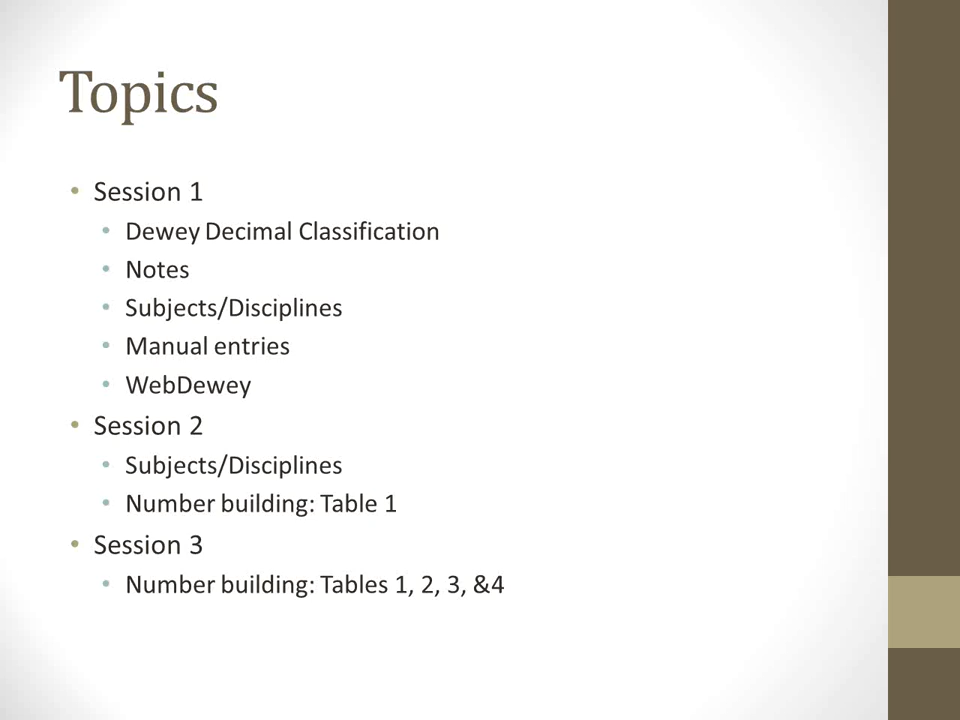 Topics
• Session 1
• Dewey Decimal Classification
• Notes
• Subjects/Disciplines
• Manual entries
• WebDewey
• Session 2
• Subjects/Disciplines
• Number building: Table 1
• Session 3
• Number building: Tables 1, 2, 3, &4